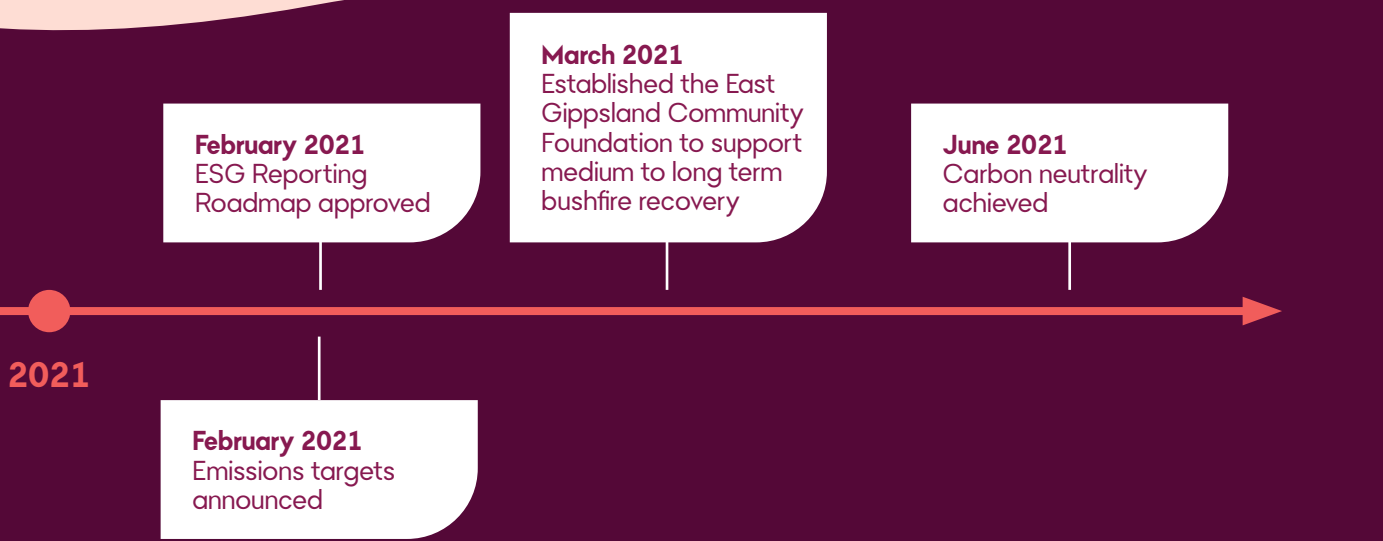 February 2021
ESG Reporting
Roadmap approved
March 2021
Established the East
Gippsland Community
Foundation to support
medium to long term
bushfire recovery
June 2021
Carbon neutrality
achieved
2021
February 2021
Emissions targets
announced